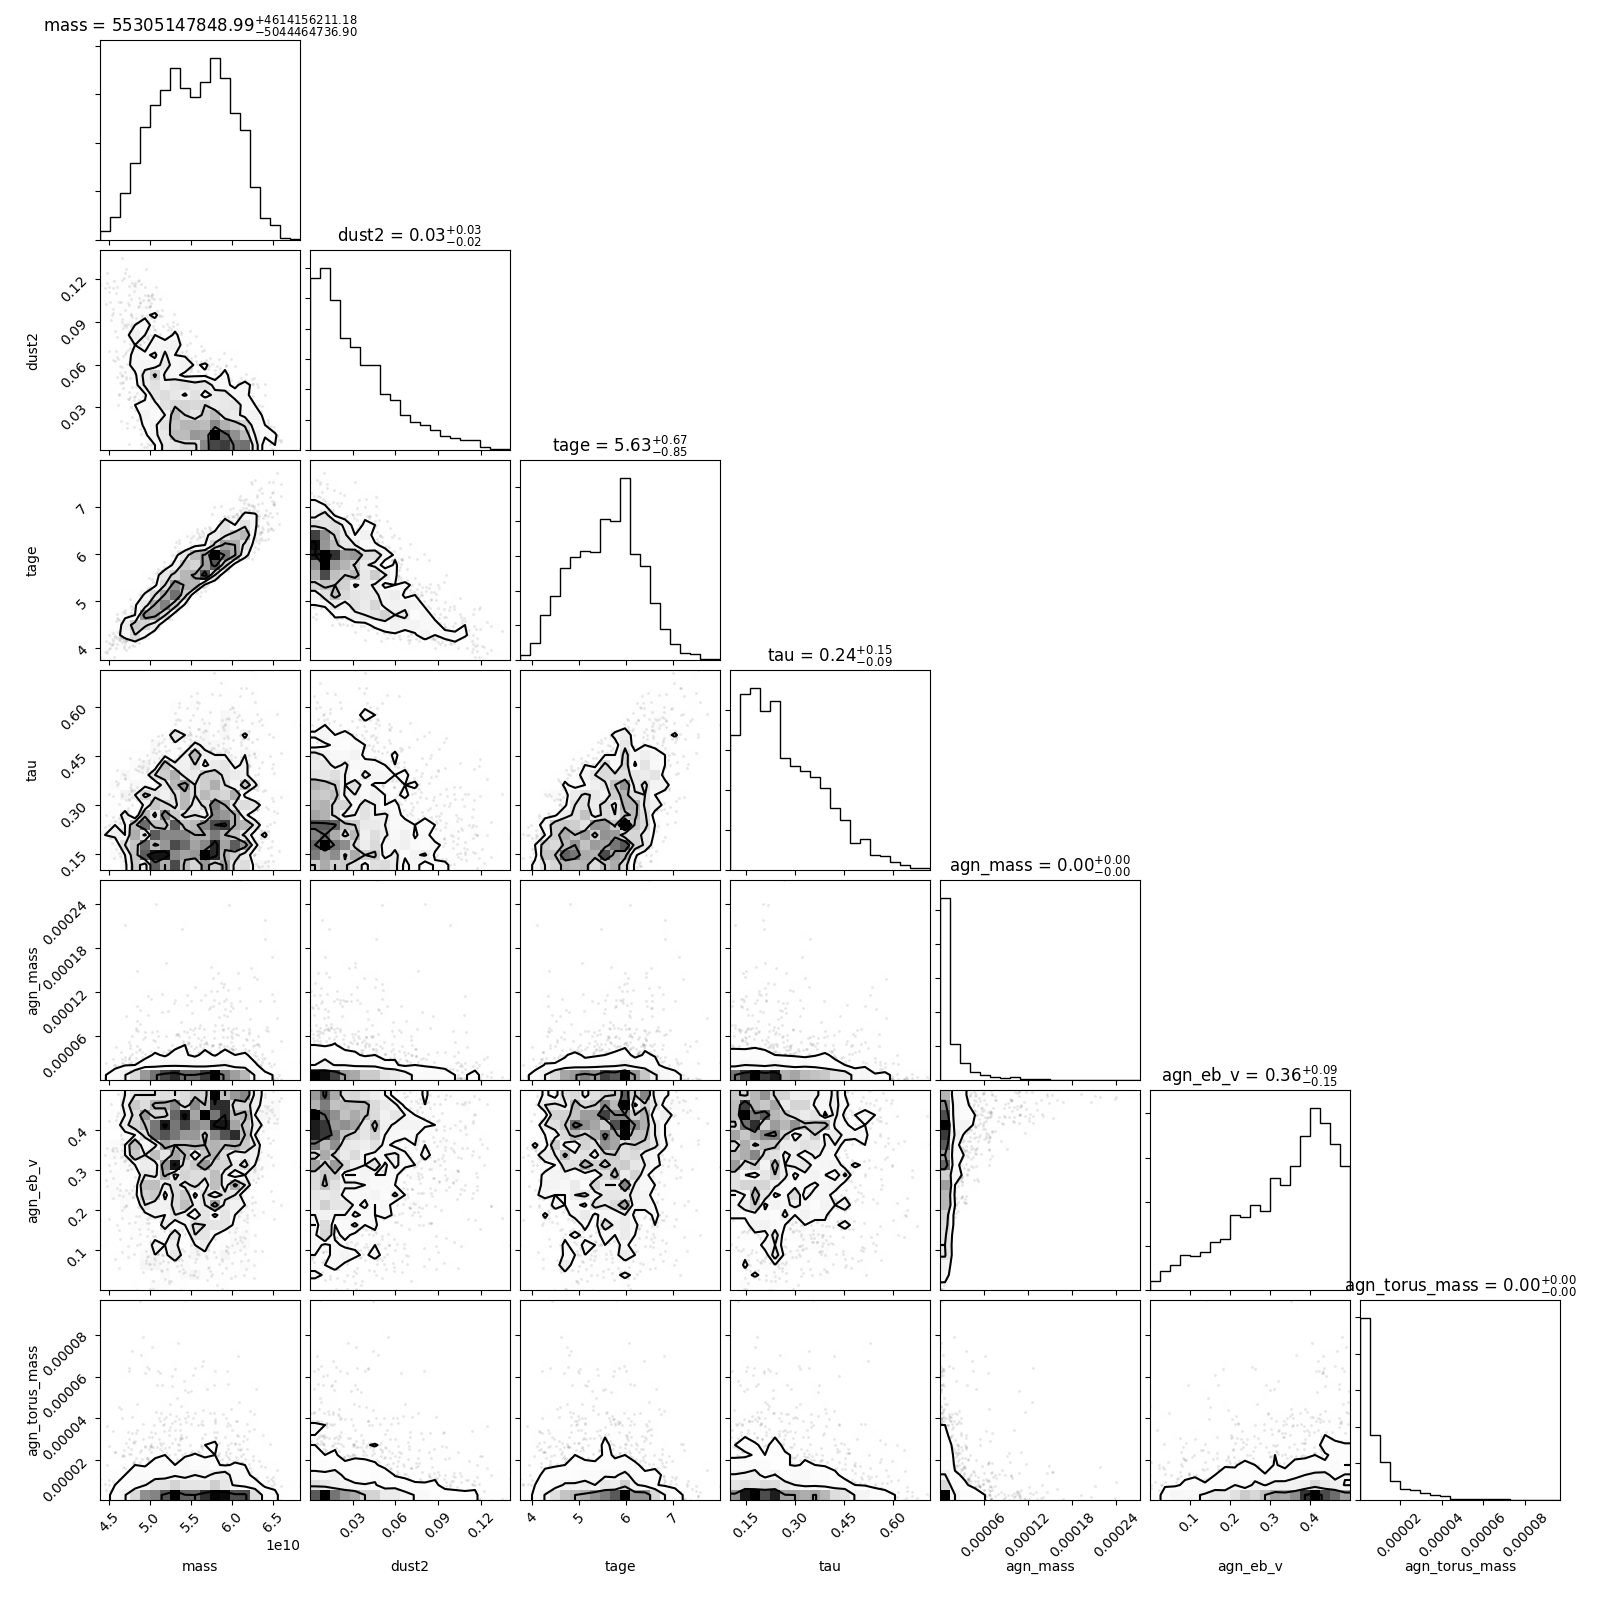 mass = 55305147848.99+4614156211.18−5044464736.90
dust2 = 0.03+0.03−0.02
0.12
0.09
0.06
0.03
dust2
tage = 5.63+0.67−0.85
7
6
5
4
tage
tau = 0.24+0.15−0.09
0.60
0.45
0.30
0.15
tau
agn_mass = 0.00+0.00−0.00
0.00024
0.00018
0.00012
0.00006
agn_mass
agn_eb_v = 0.36+0.09−0.15
0.4
0.3
0.2
0.1
agn_eb_v
agn_torus_mass = 0.00+0.00−0.00
0.00008
0.00006
0.00004
0.00002
agn_torus_mass
4.5 5.0 5.5 6.0 6.5 0.03 0.06 0.09 0.12 4 5 6 7 0.15 0.30 0.45 0.60 0.00006 0.00012 0.00018 0.00024 0.1 0.2 0.3 0.4 0.00002 0.00004 0.00006 0.00008
1e10
mass dust2 tage tau agn_mass agn_eb_v agn_torus_mass